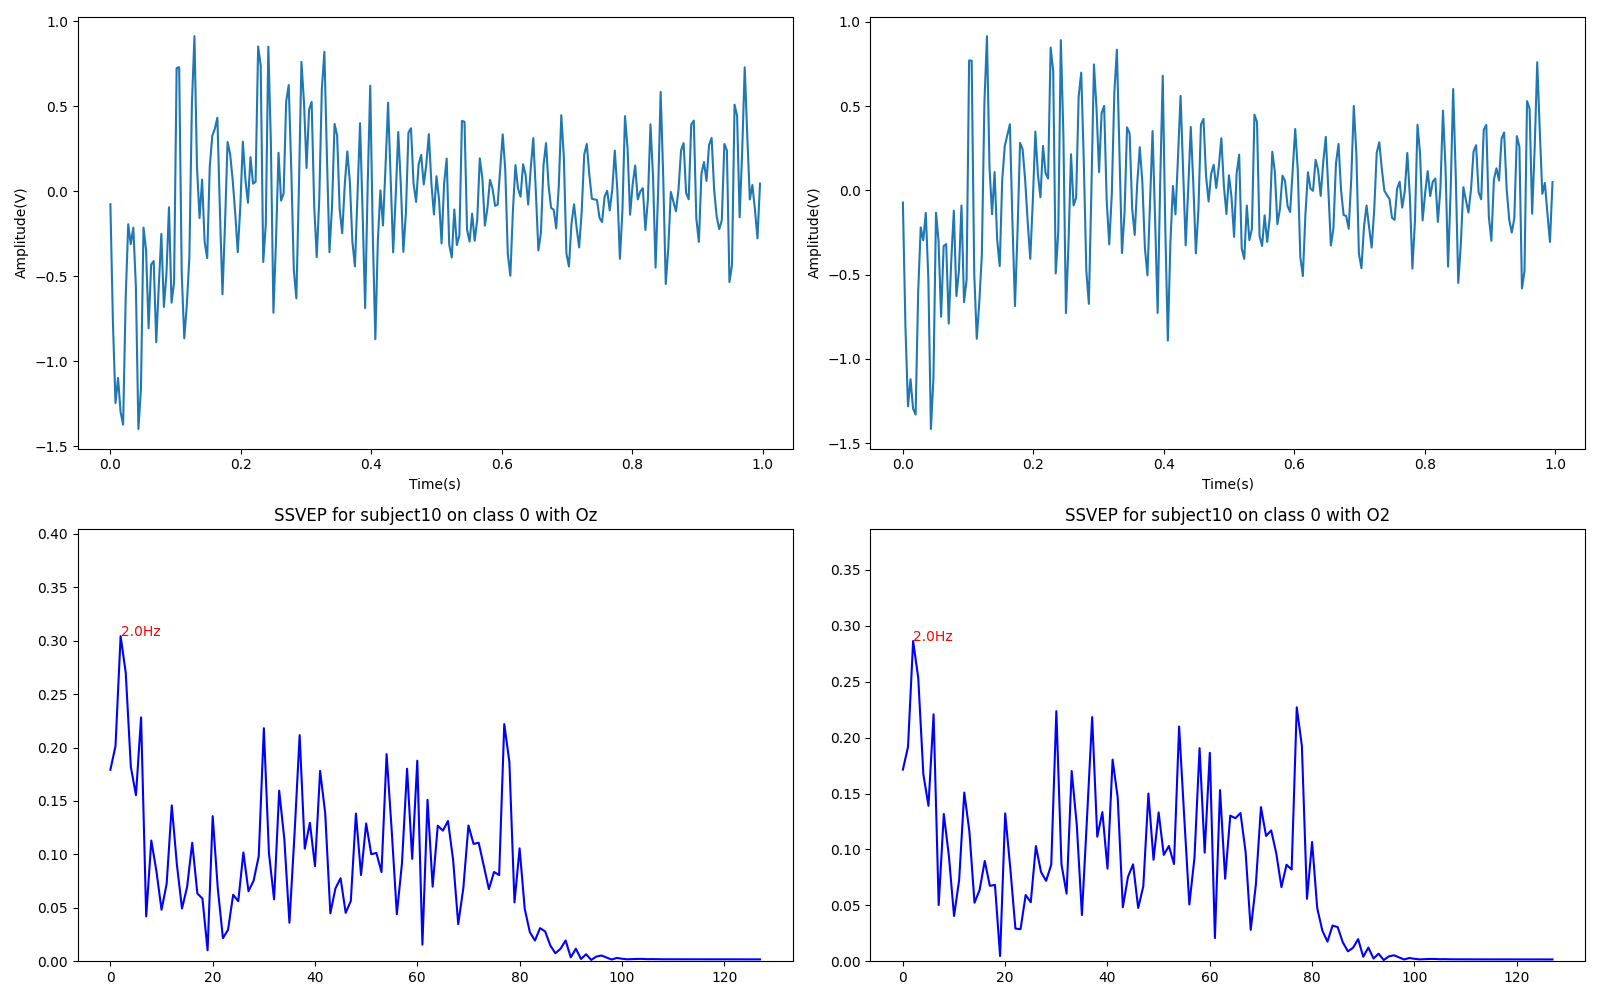 1.0
0.5
0.0
−0.5
−1.0
−1.5
Amplitude(V)
0.0 0.2 0.4 0.6 0.8 1.0
Time(s)
1.0
0.5
0.0
−0.5
−1.0
−1.5
Amplitude(V)
0.0 0.2 0.4 0.6 0.8 1.0
Time(s)
SSVEP for subject10 on class 0 with Oz
0.40
0.35
0.30
0.25
0.20
0.15
0.10
0.05
0.00
2.0Hz
0 20 40 60 80 100 120
SSVEP for subject10 on class 0 with O2
0.35
0.30
0.25
0.20
0.15
0.10
0.05
0.00
2.0Hz
0 20 40 60 80 100 120